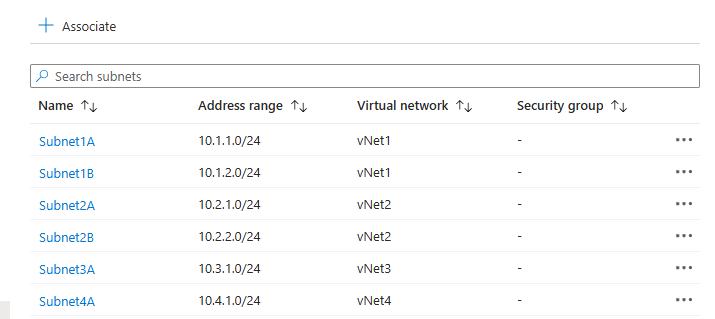 Associate
Search subnets
Name Address range Virtual network Security group
Subnet1A 10.1.1.0/24 vNet1 -
Subnet1B 10.1.2.0/24 vNet1 -
Subnet2A 10.2.1.0/24 vNet2 -
Subnet2B 10.2.2.0/24 vNet2 -
Subnet3A 10.3.1.0/24 vNet3 -
Subnet4A 10.4.1.0/24 vNet4 -